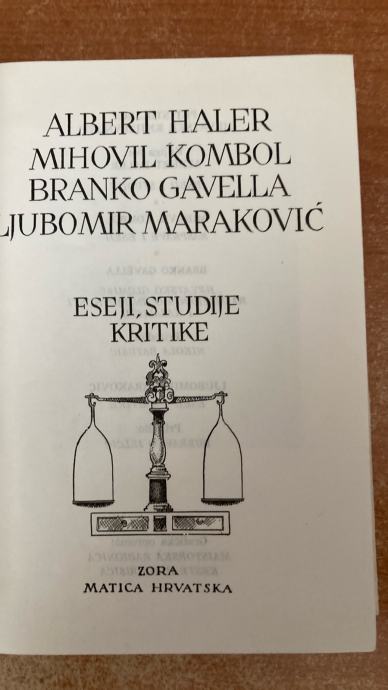 ALBERT HALER
MIHOVIL KOMBOL
BRANKO GAVELLA
LJUBOMIR MARAKOVIĆ
ESEJI, STUDIJE
KRITIKE
ZORA
MATICA HRVATSKA